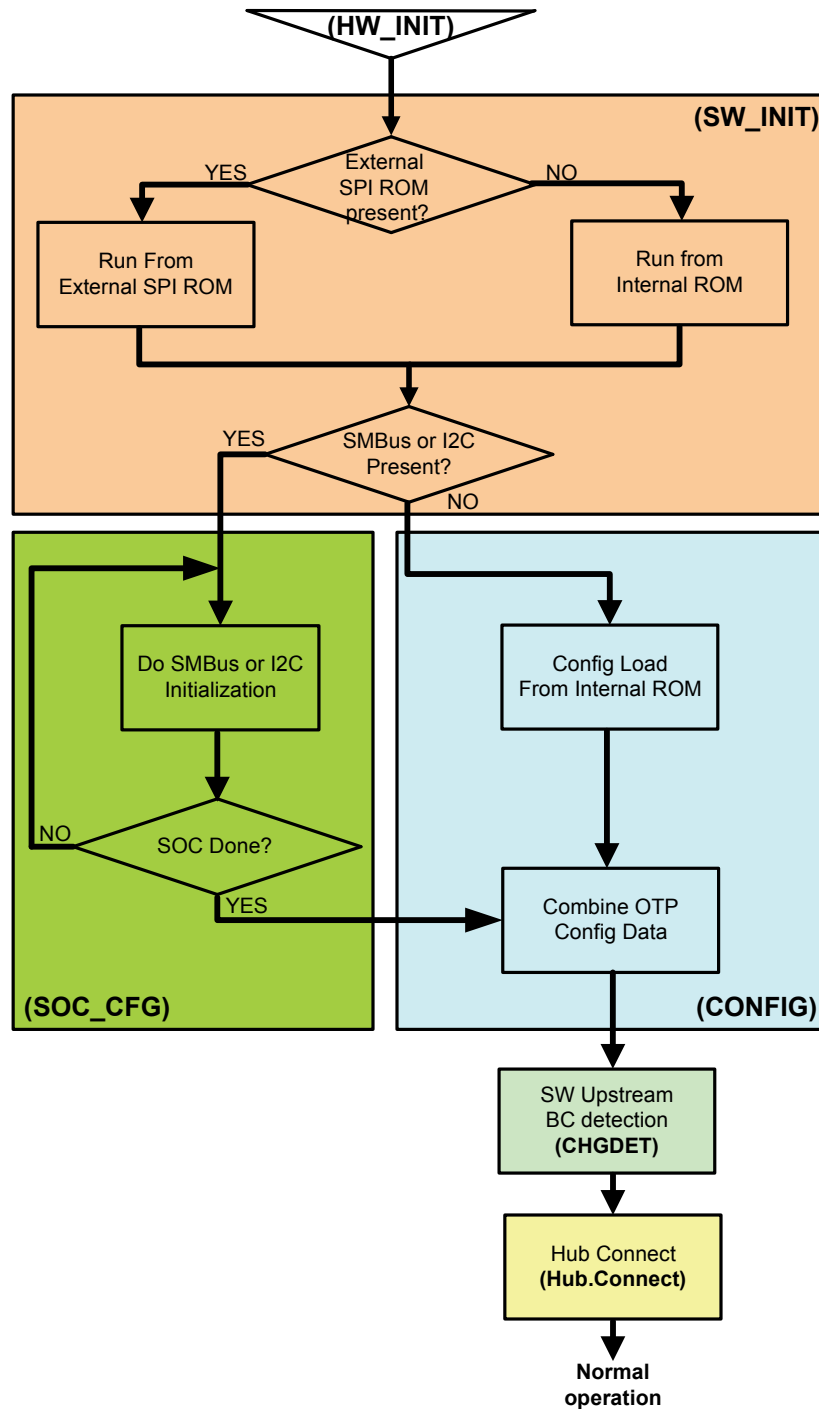 (HW_INIT)
(SW_INIT)
External
SPI ROM
present?
YES
NO
Run From
External SPI ROM
Run from
Internal ROM
SMBus or I2C
Present?
YES
NO
Do SMBus or I2C
Initialization
Config Load
From Internal ROM
SOC Done?
NO
YES
Combine OTP
Config Data
(SOC_CFG)
(CONFIG)
SW Upstream
BC detection
(CHGDET)
Hub Connect
(Hub.Connect)
Normal
operation